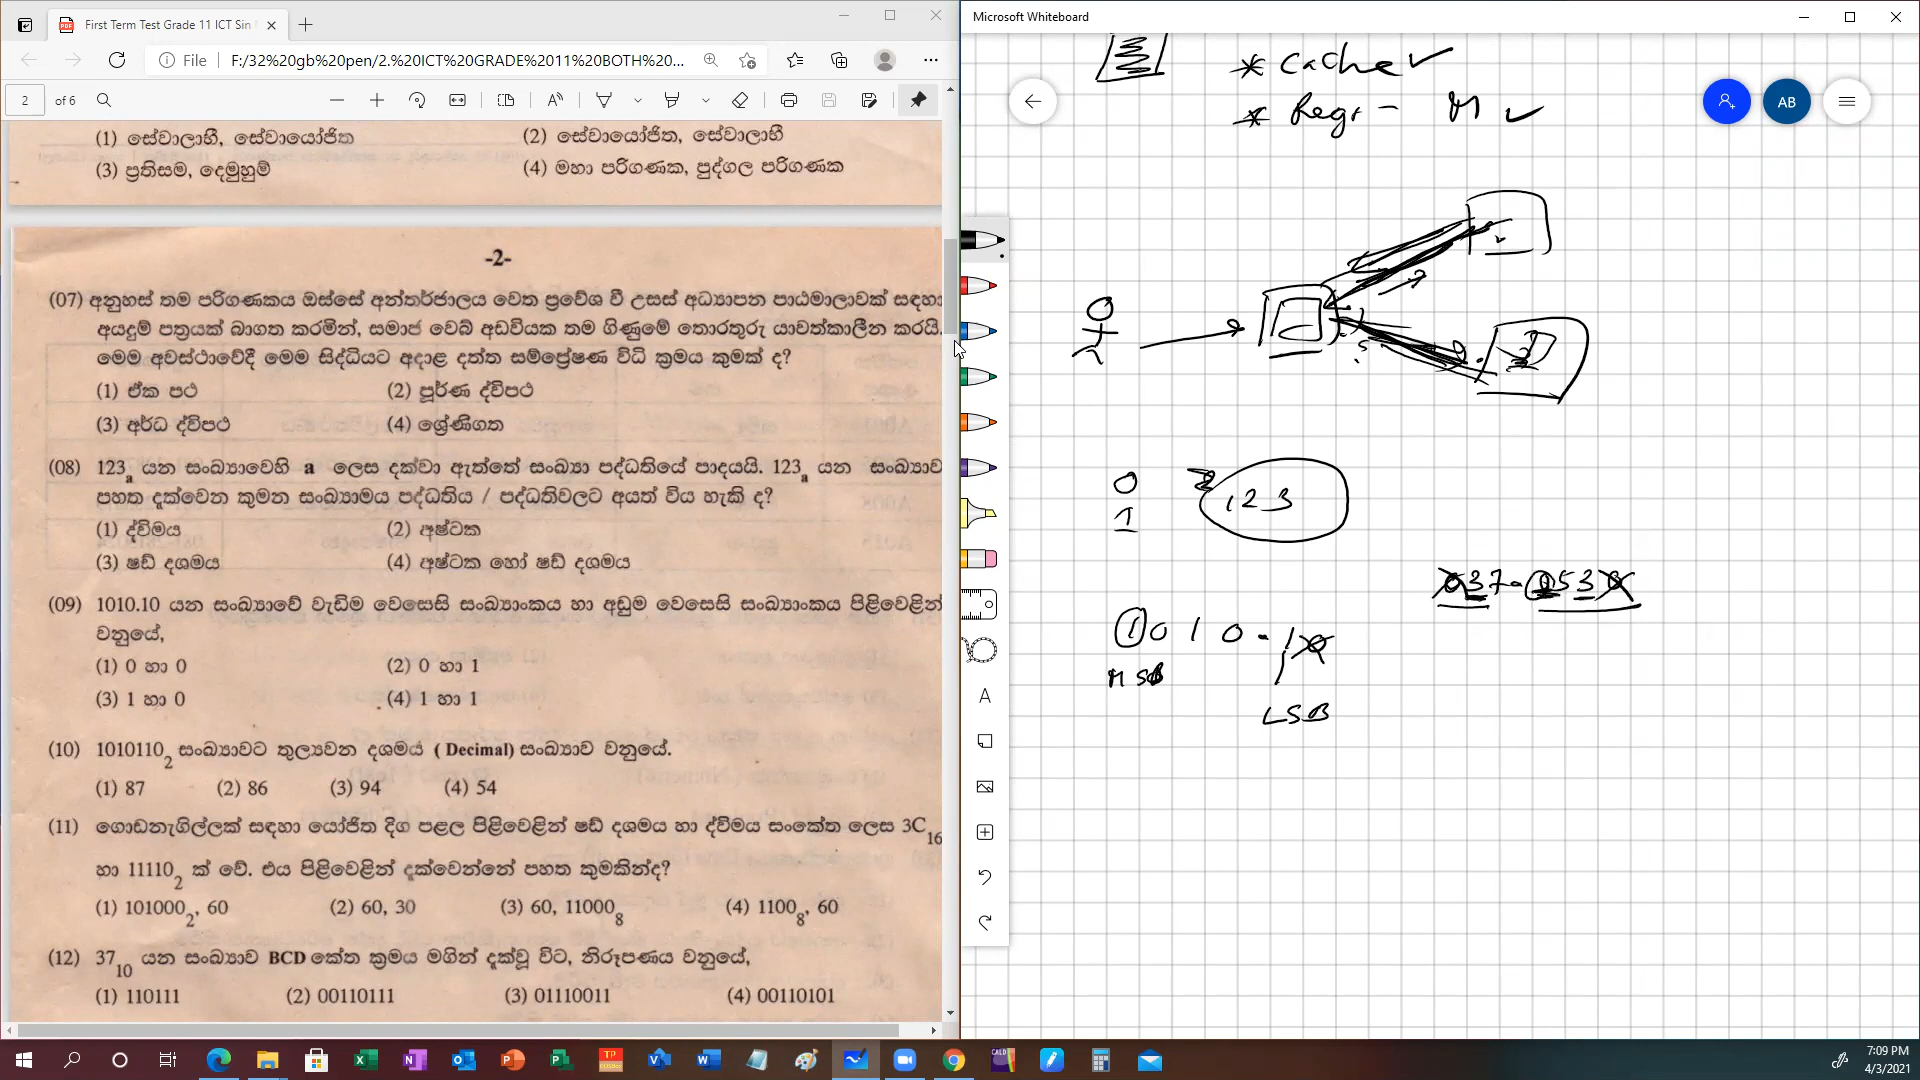 First Term Test Grade 11 ICT Sin M
File F:/32%20gb%20pen/2.%20ICT%20GRADE%2011%20BOTH%20...
2 of 6
(1) සේවාලාභී, සේවායෝජිත (2) සේවායෝජිත, සේවාලාභී
(3) ප්‍රතිසම, දෙමුහුම් (4) මහා පරිගණක, පුද්ගල පරිගණක
-2-
(07) අනුහස් තම පරිගණකය ඔස්සේ අන්තර්ජාලය වෙත ප්‍රවේශ වී උසස් අධ්‍යාපන පාඨමාලාවක් සඳහා
අයදුම් පත්‍රයක් බාගත කරමින්, සමාජ වෙබ් අඩවියක තම ගිණුමේ තොරතුරු යාවත්කාලීන කරයි.
මෙම අවස්ථාවේදී මෙම සිද්ධියට අදාළ දත්ත සම්ප්‍රේෂණ විධි ක්‍රමය කුමක් ද?
(1) ඒක පථ (2) පූර්ණ ද්විපථ
(3) අර්ධ ද්විපථ (4) ශ්‍රේණිගත
(08) 123a යන සංඛ්‍යාවෙහි a ලෙස දක්වා ඇත්තේ සංඛ්‍යා පද්ධතියේ පාදයයි. 123a යන සංඛ්‍යාව
පහත දැක්වෙන කුමන සංඛ්‍යාමය පද්ධතිය / පද්ධතිවලට අයත් විය හැකි ද?
(1) ද්විමය (2) අෂ්ටක
(3) ෂඩ් දශමය (4) අෂ්ටක හෝ ෂඩ් දශමය
(09) 1010.10 යන සංඛ්‍යාවේ වැඩිම වෙසෙසි සංඛ්‍යාංකය හා අඩුම වෙසෙසි සංඛ්‍යාංකය පිළිවෙළින්
වනුයේ,
(1) 0 හා 0 (2) 0 හා 1
(3) 1 හා 0 (4) 1 හා 1
(10) 1010110₂ සංඛ්‍යාවට තුල්‍යවන දශමය ( Decimal) සංඛ්‍යාව වනුයේ.
(1) 87 (2) 86 (3) 94 (4) 54
(11) ගොඩනැගිල්ලක් සඳහා යෝජිත දිග පළල පිළිවෙළින් ෂඩ් දශමය හා ද්විමය සංකේත ලෙස 3C₁₆
හා 11110₂ ක් වේ. එය පිළිවෙළින් දැක්වෙන්නේ පහත කුමකින්ද?
(1) 101000₂, 60 (2) 60, 30 (3) 60, 11000₈ (4) 1100₈, 60
(12) 37₁₀ යන සංඛ්‍යාව BCD කේත ක්‍රමය මගින් දැක්වූ විට, නිරූපණය වනුයේ,
(1) 110111 (2) 00110111 (3) 01110011 (4) 00110101
Microsoft Whiteboard
AB
* Cache
* Regi - M
0
1
123
037.0530
1010.10
MSB
LSB
7:09 PM
4/3/2021